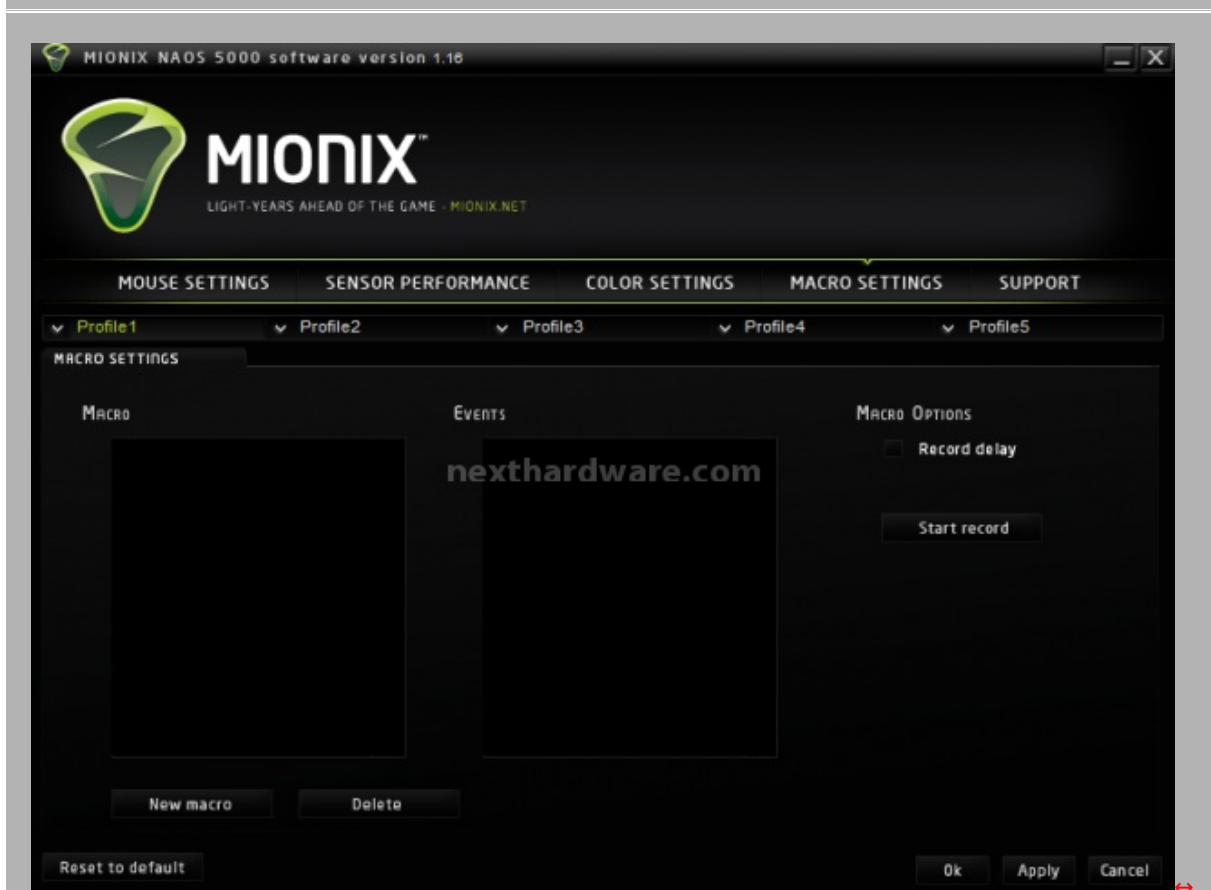 MIONIX NAOS 5000 software version 1.16
MIONIX™
LIGHT-YEARS AHEAD OF THE GAME - MIONIX.NET
MOUSE SETTINGS SENSOR PERFORMANCE COLOR SETTINGS MACRO SETTINGS SUPPORT
Profile1 Profile2 Profile3 Profile4 Profile5
MACRO SETTINGS
MACRO EVENTS MACRO OPTIONS
Record delay
nexthardware.com
Start record
New macro Delete
Reset to default Ok Apply Cancel